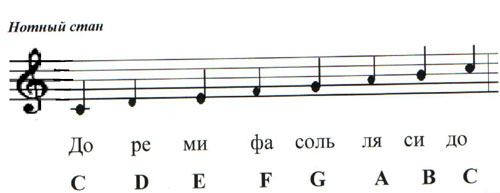 Нотный стан
До ре ми фа соль ля си до
C D E F G A B C